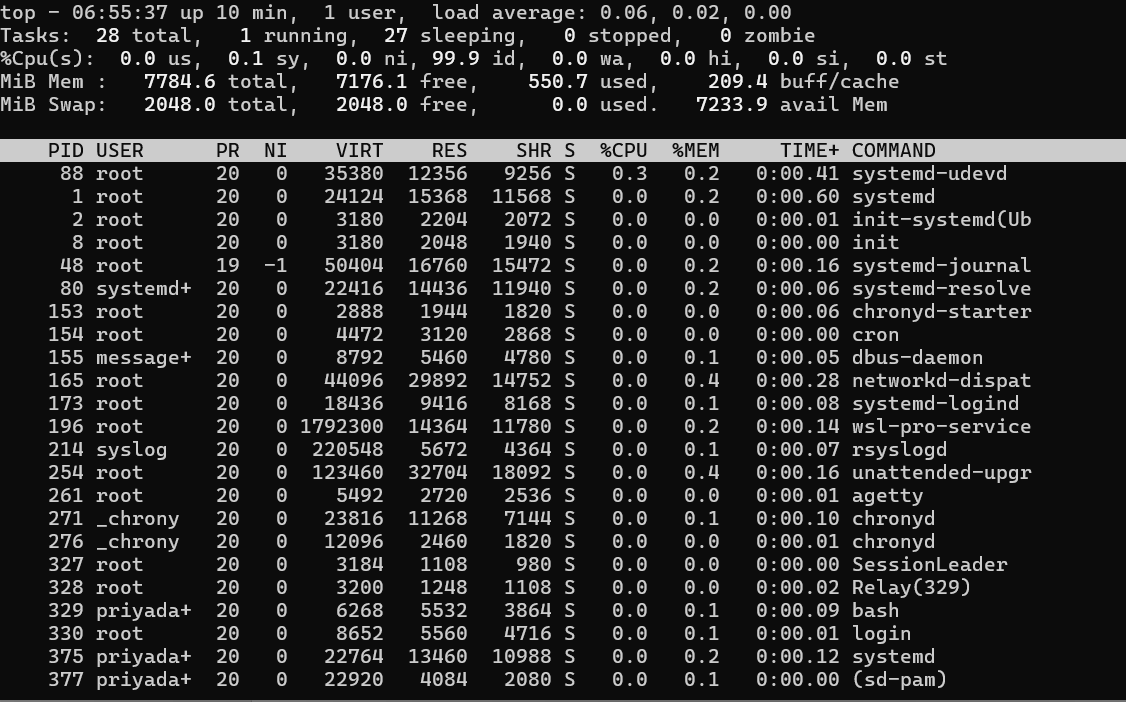 top - 06:55:37 up 10 min,  1 user,  load average: 0.06, 0.02, 0.00
Tasks:  28 total,   1 running,  27 sleeping,   0 stopped,   0 zombie
%Cpu(s):  0.0 us,  0.1 sy,  0.0 ni, 99.9 id,  0.0 wa,  0.0 hi,  0.0 si,  0.0 st
MiB Mem :   7784.6 total,   7176.1 free,    550.7 used,    209.4 buff/cache
MiB Swap:   2048.0 total,   2048.0 free,      0.0 used.   7233.9 avail Mem
    PID USER      PR  NI    VIRT    RES    SHR S  %CPU  %MEM     TIME+ COMMAND
     88 root      20   0   35380  12356   9256 S   0.3   0.2   0:00.41 systemd-udevd
      1 root      20   0   24124  15368  11568 S   0.0   0.2   0:00.60 systemd
      2 root      20   0    3180   2204   2072 S   0.0   0.0   0:00.01 init-systemd(Ub
      8 root      20   0    3180   2048   1940 S   0.0   0.0   0:00.00 init
     48 root      19  -1   50404  16760  15472 S   0.0   0.2   0:00.16 systemd-journal
     80 systemd+  20   0   22416  14436  11940 S   0.0   0.2   0:00.06 systemd-resolve
    153 root      20   0    2888   1944   1820 S   0.0   0.0   0:00.06 chronyd-starter
    154 root      20   0    4472   3120   2868 S   0.0   0.0   0:00.00 cron
    155 message+  20   0    8792   5460   4780 S   0.0   0.1   0:00.05 dbus-daemon
    165 root      20   0   44096  29892  14752 S   0.0   0.4   0:00.28 networkd-dispat
    173 root      20   0   18436   9416   8168 S   0.0   0.1   0:00.08 systemd-logind
    196 root      20   0 1792300  14364  11780 S   0.0   0.2   0:00.14 wsl-pro-service
    214 syslog    20   0  220548   5672   4364 S   0.0   0.1   0:00.07 rsyslogd
    254 root      20   0  123460  32704  18092 S   0.0   0.4   0:00.16 unattended-upgr
    261 root      20   0    5492   2720   2536 S   0.0   0.0   0:00.01 agetty
    271 _chrony   20   0   23816  11268   7144 S   0.0   0.1   0:00.10 chronyd
    276 _chrony   20   0   12096   2460   1820 S   0.0   0.0   0:00.01 chronyd
    327 root      20   0    3184   1108    980 S   0.0   0.0   0:00.00 SessionLeader
    328 root      20   0    3200   1248   1108 S   0.0   0.0   0:00.02 Relay(329)
    329 priyada+  20   0    6268   5532   3864 S   0.0   0.1   0:00.09 bash
    330 root      20   0    8652   5560   4716 S   0.0   0.1   0:00.01 login
    375 priyada+  20   0   22764  13460  10988 S   0.0   0.2   0:00.12 systemd
    377 priyada+  20   0   22920   4084   2080 S   0.0   0.1   0:00.00 (sd-pam)